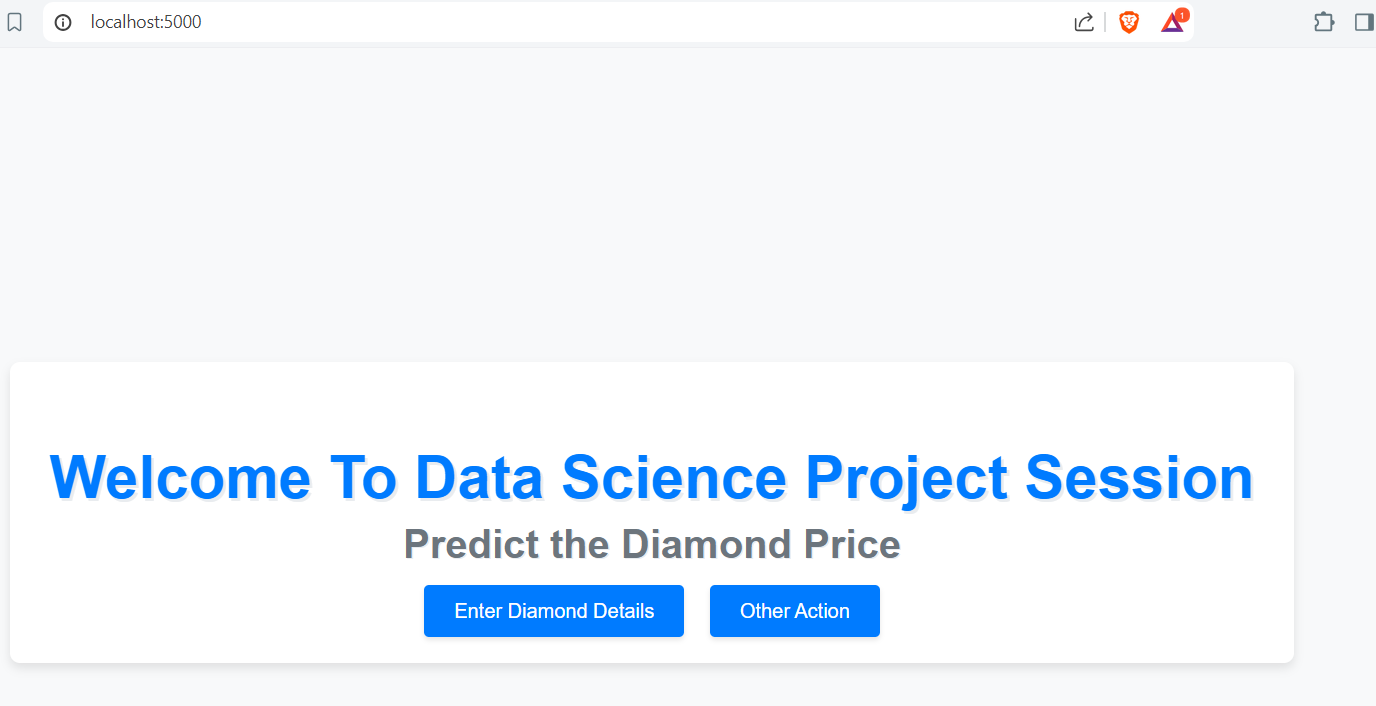 localhost:5000
1
Welcome To Data Science Project Session
Predict the Diamond Price
Enter Diamond Details Other Action